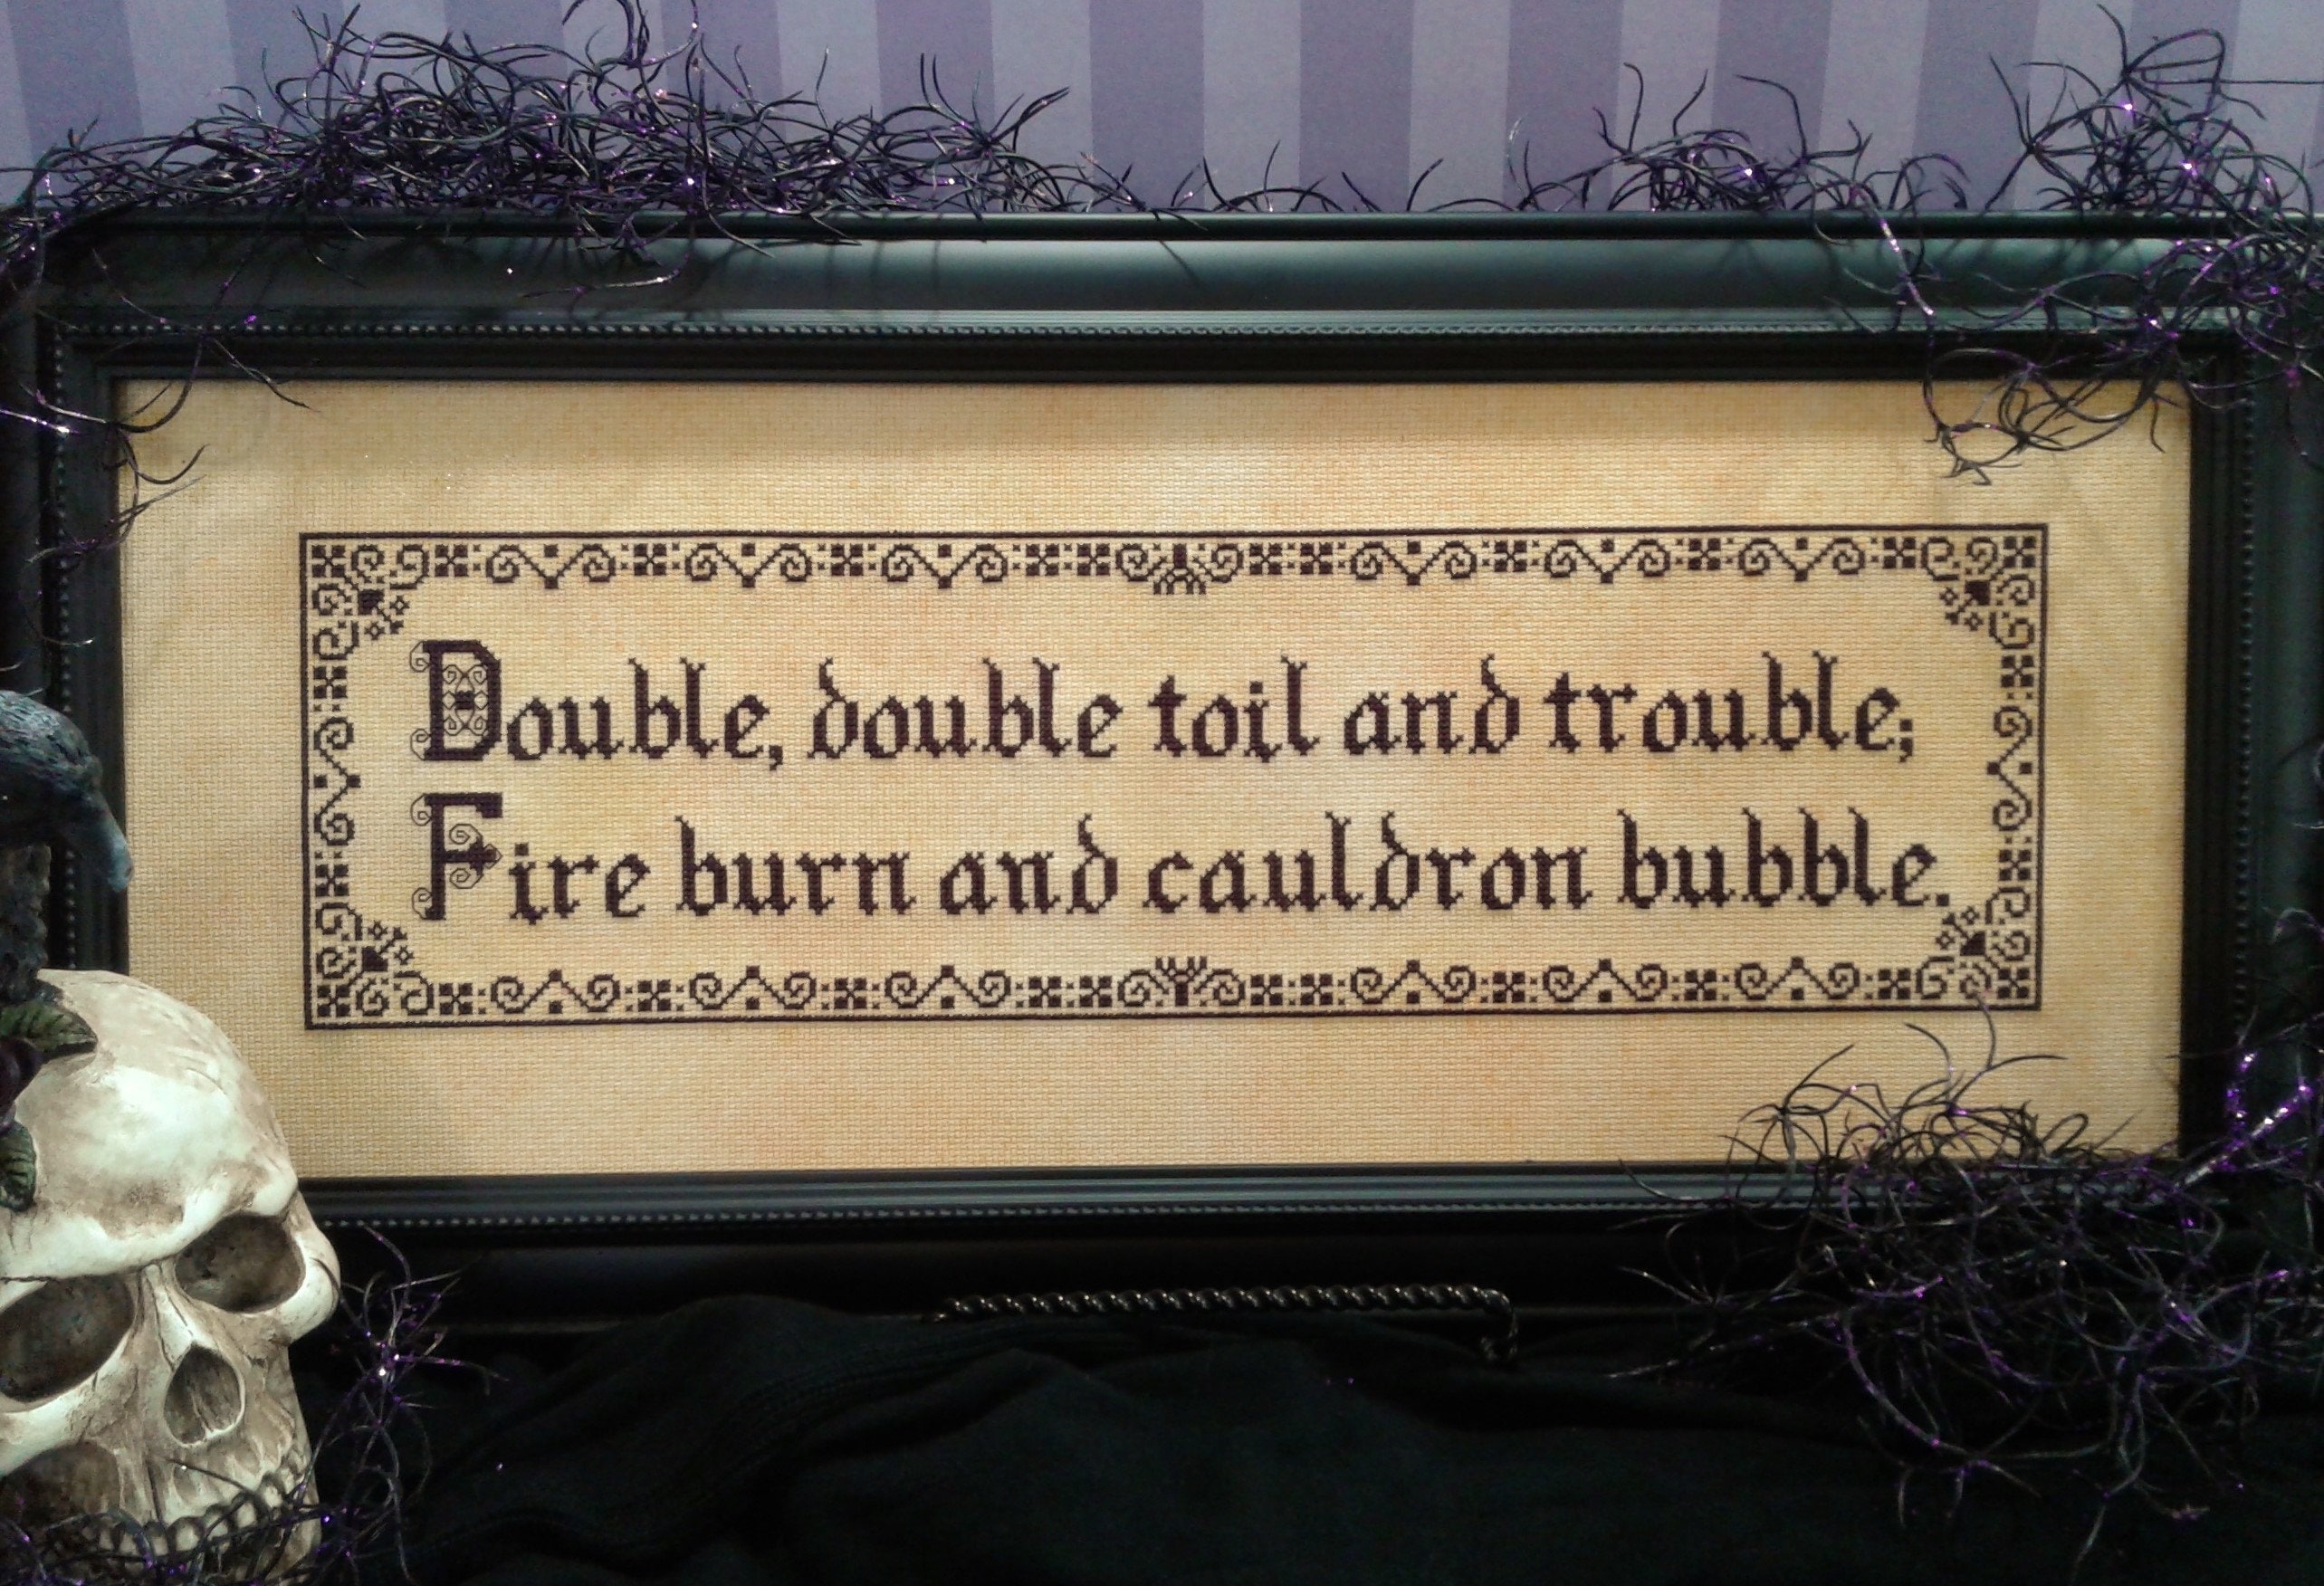 Double, double toil and trouble;
Fire burn and cauldron bubble.